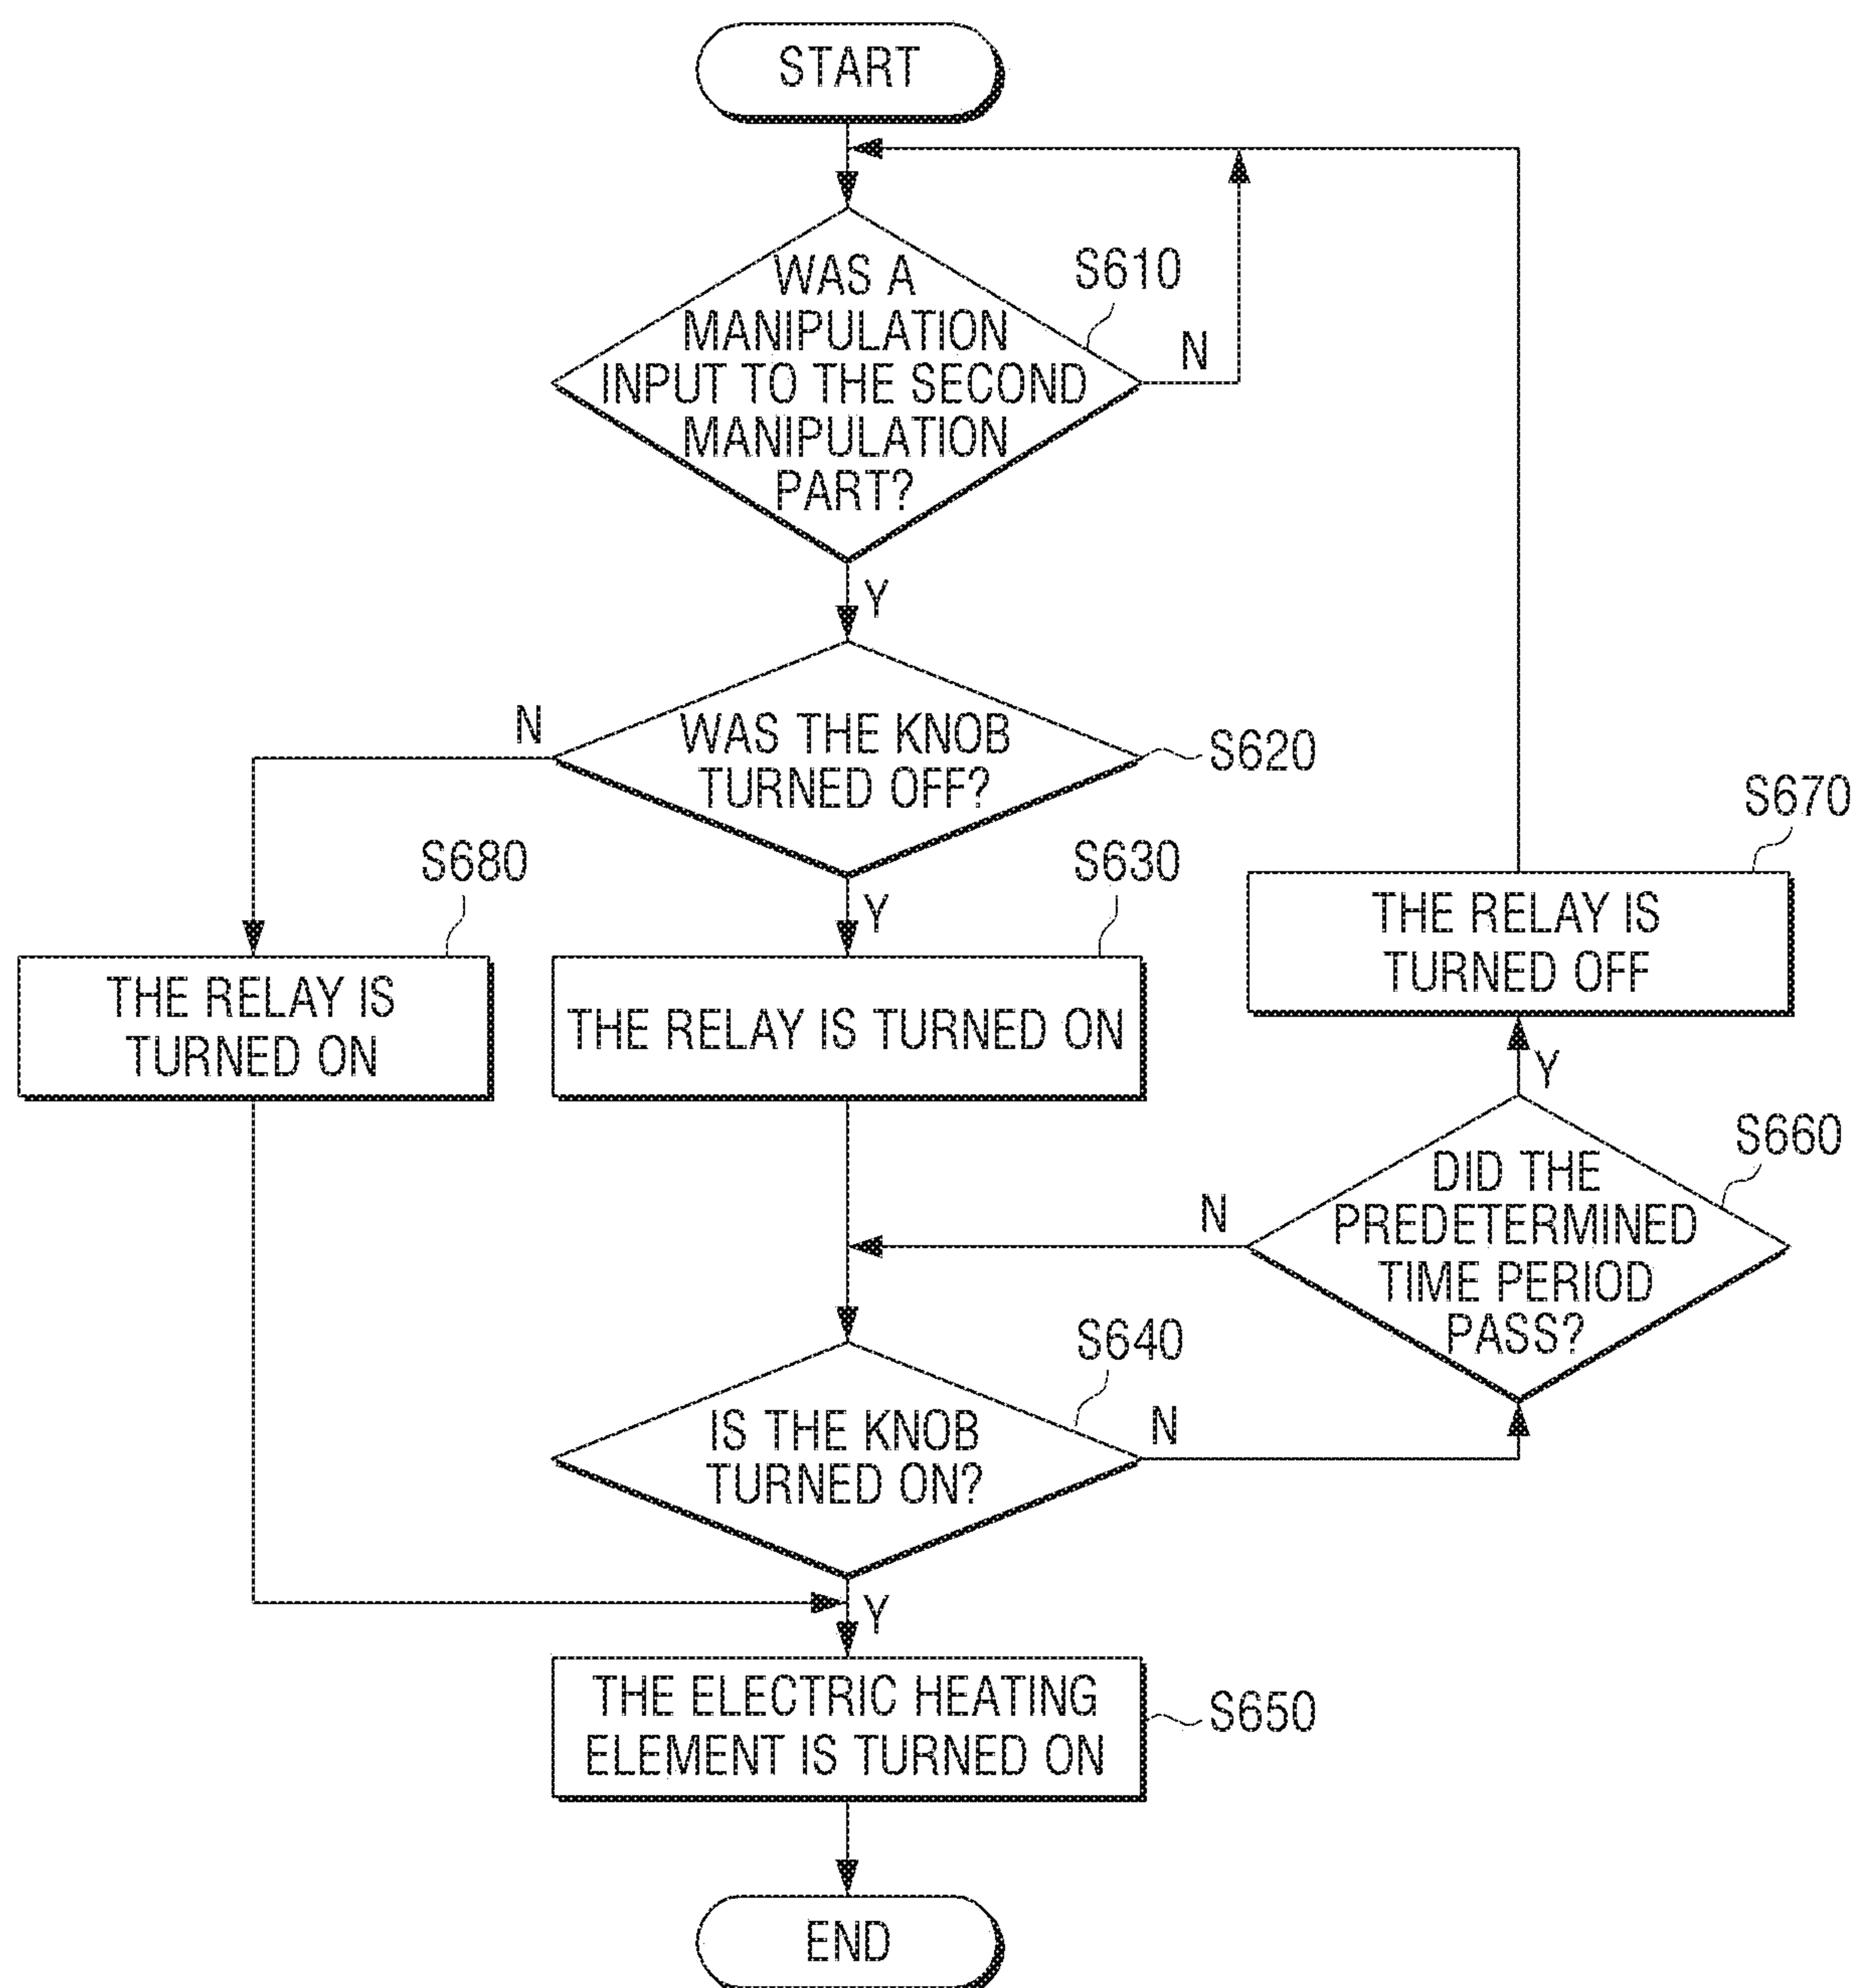 START
WAS A
MANIPULATION
INPUT TO THE SECOND
MANIPULATION
PART?
S610
N
Y
WAS THE KNOB
TURNED OFF?
S620
N
Y
S680
THE RELAY IS
TURNED ON
S630
THE RELAY IS TURNED ON
S670
THE RELAY IS
TURNED OFF
Y
S660
DID THE
PREDETERMINED
TIME PERIOD
PASS?
N
S640
IS THE KNOB
TURNED ON?
N
Y
THE ELECTRIC HEATING
ELEMENT IS TURNED ON
S650
END